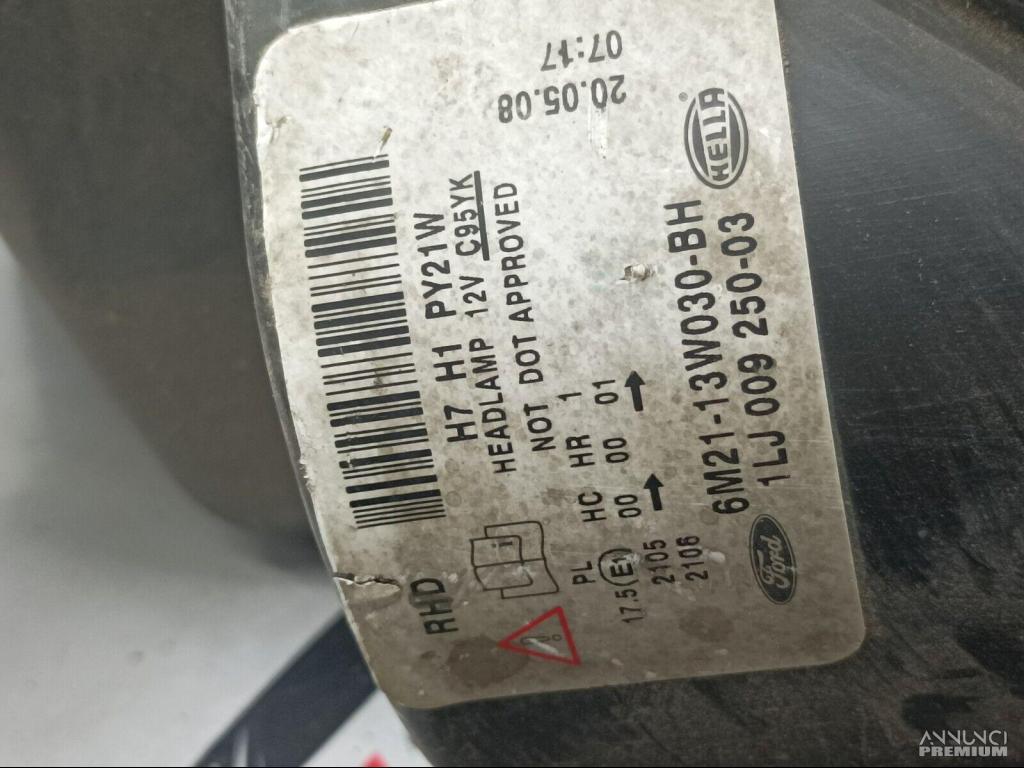 RHD
H7 H1 PY21W
HEADLAMP 12V C95YK
NOT DOT APPROVED
PL HC HR 1
17.5 E1 00 00 01
2105
2106
6M21-13W030-BH
1LJ 009 250-03
Ford
HELLA
20.05.08
07:17
ANNUNCI
PREMIUM